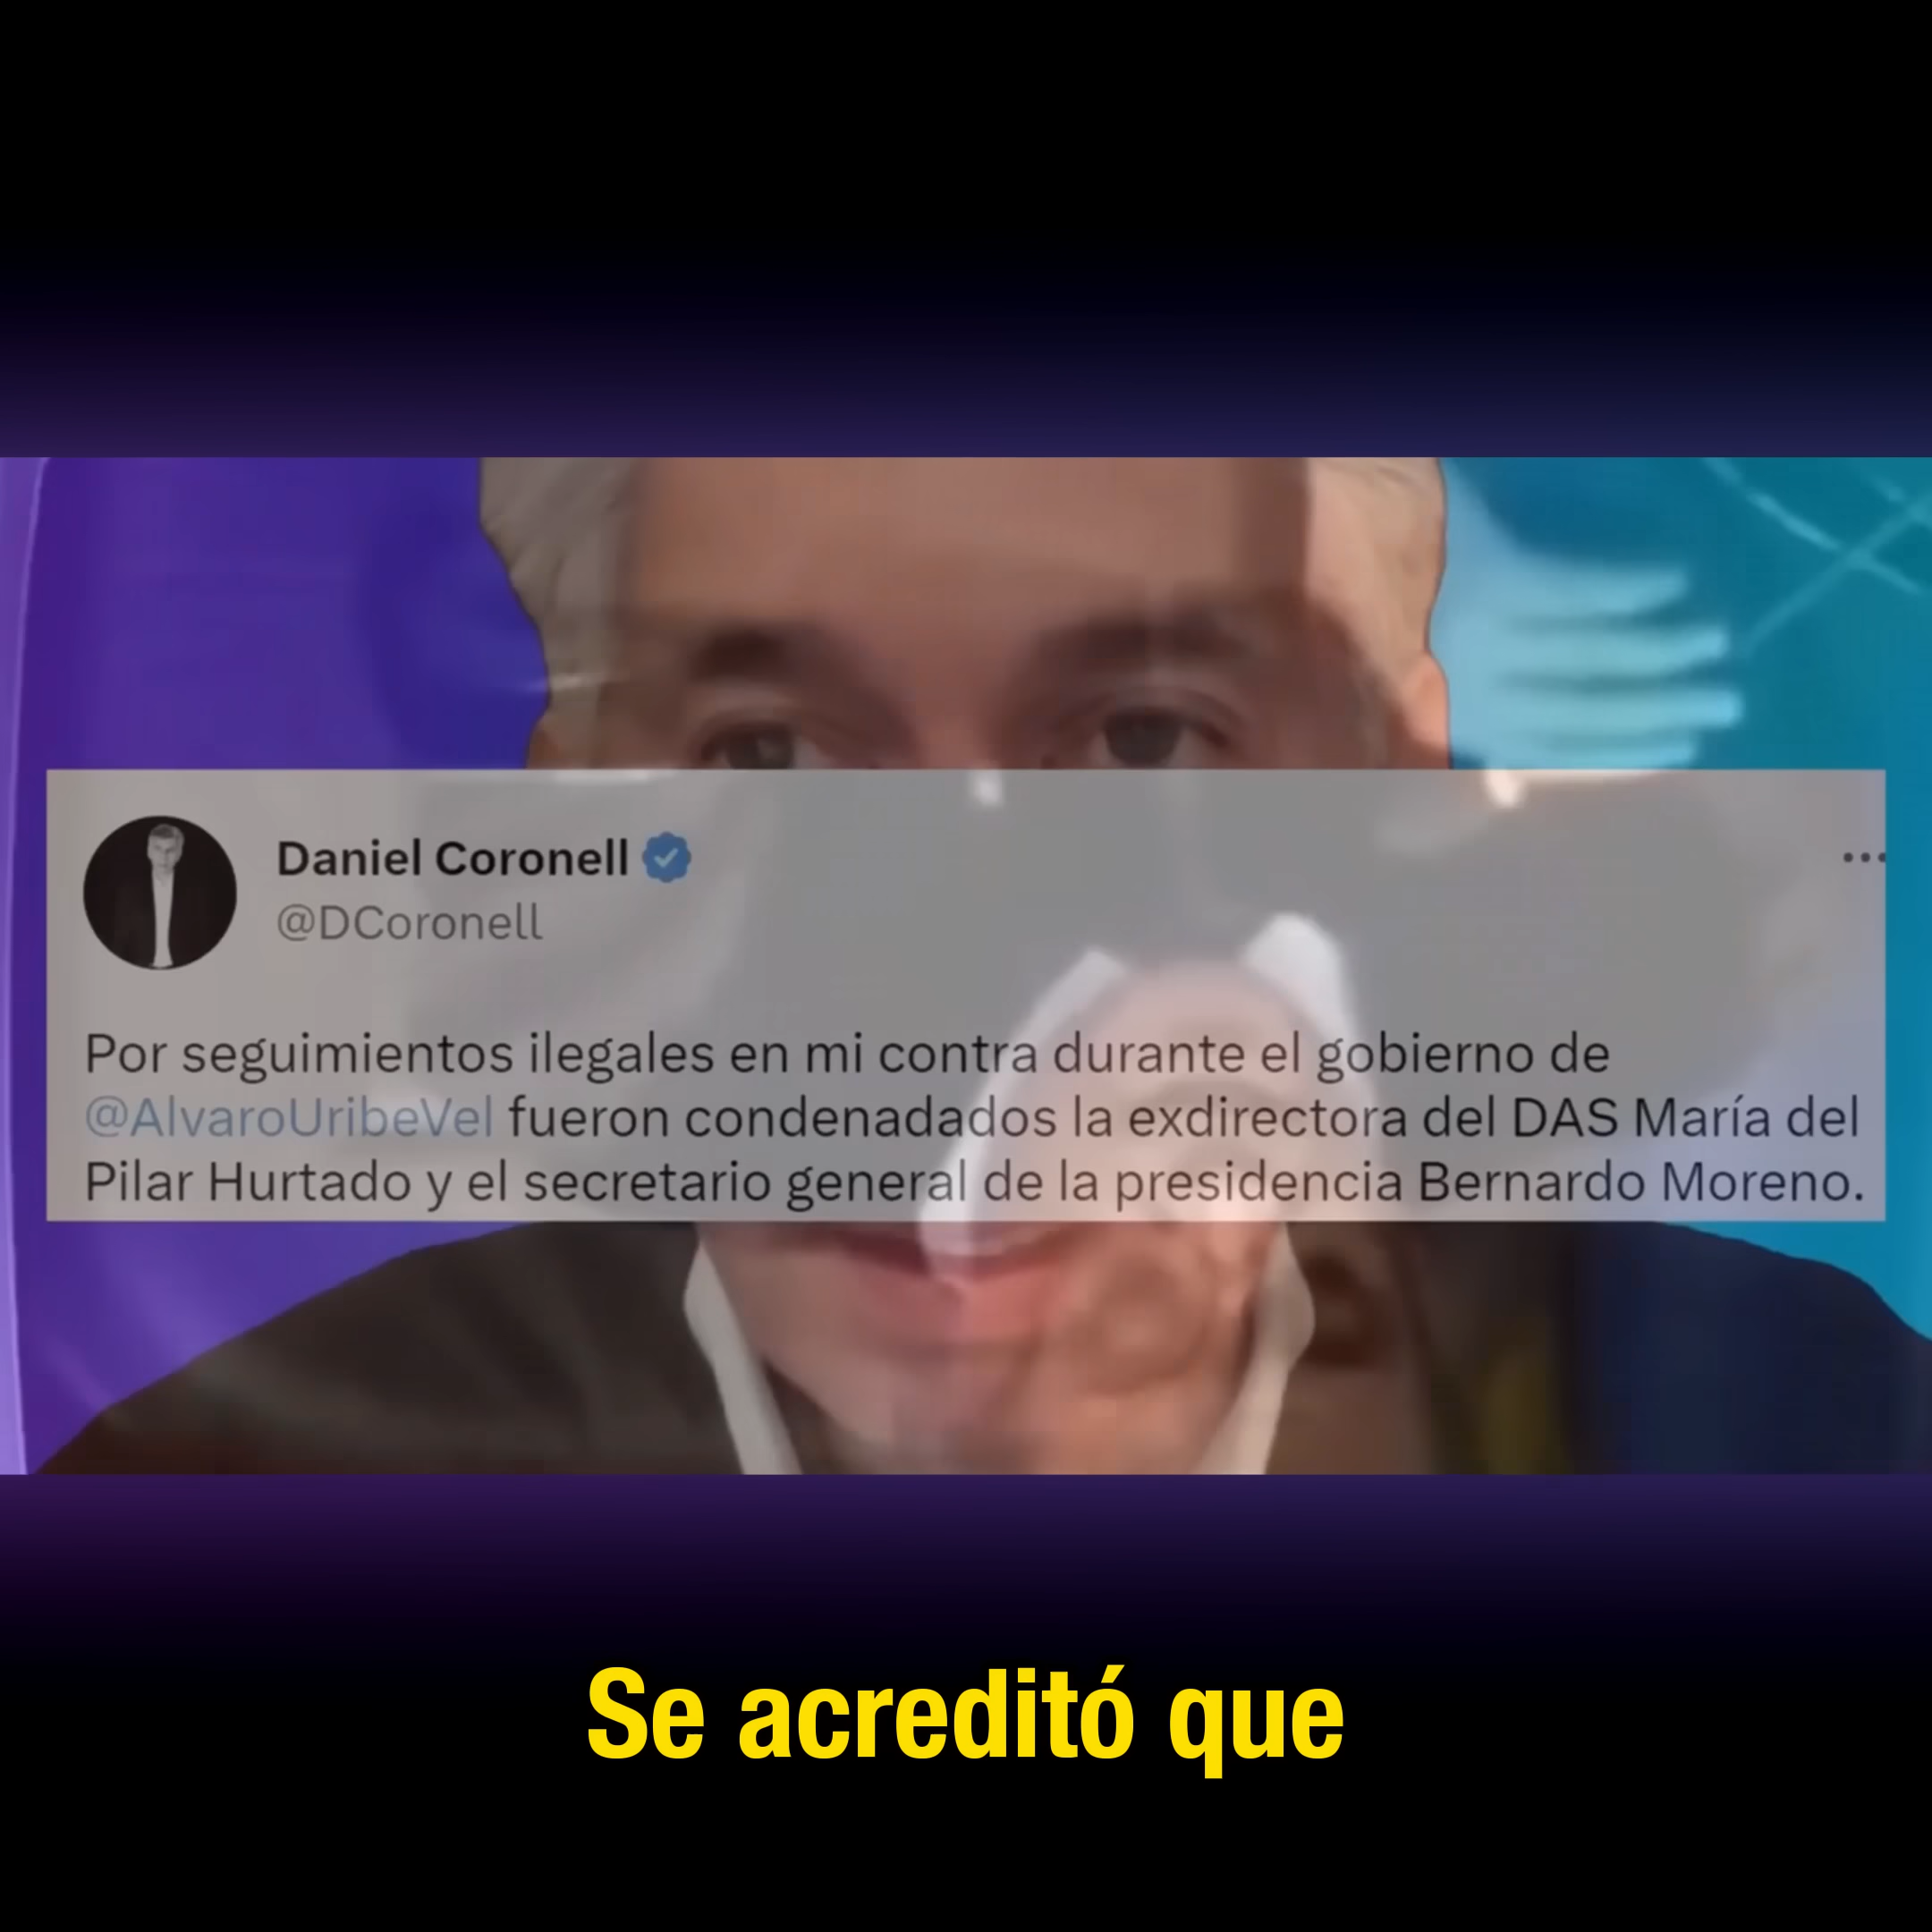 Daniel Coronell
@DCoronell
Por seguimientos ilegales en mi contra durante el gobierno de
@AlvaroUribeVel fueron condenadados la exdirectora del DAS María del
Pilar Hurtado y el secretario general de la presidencia Bernardo Moreno.
Se acreditó que